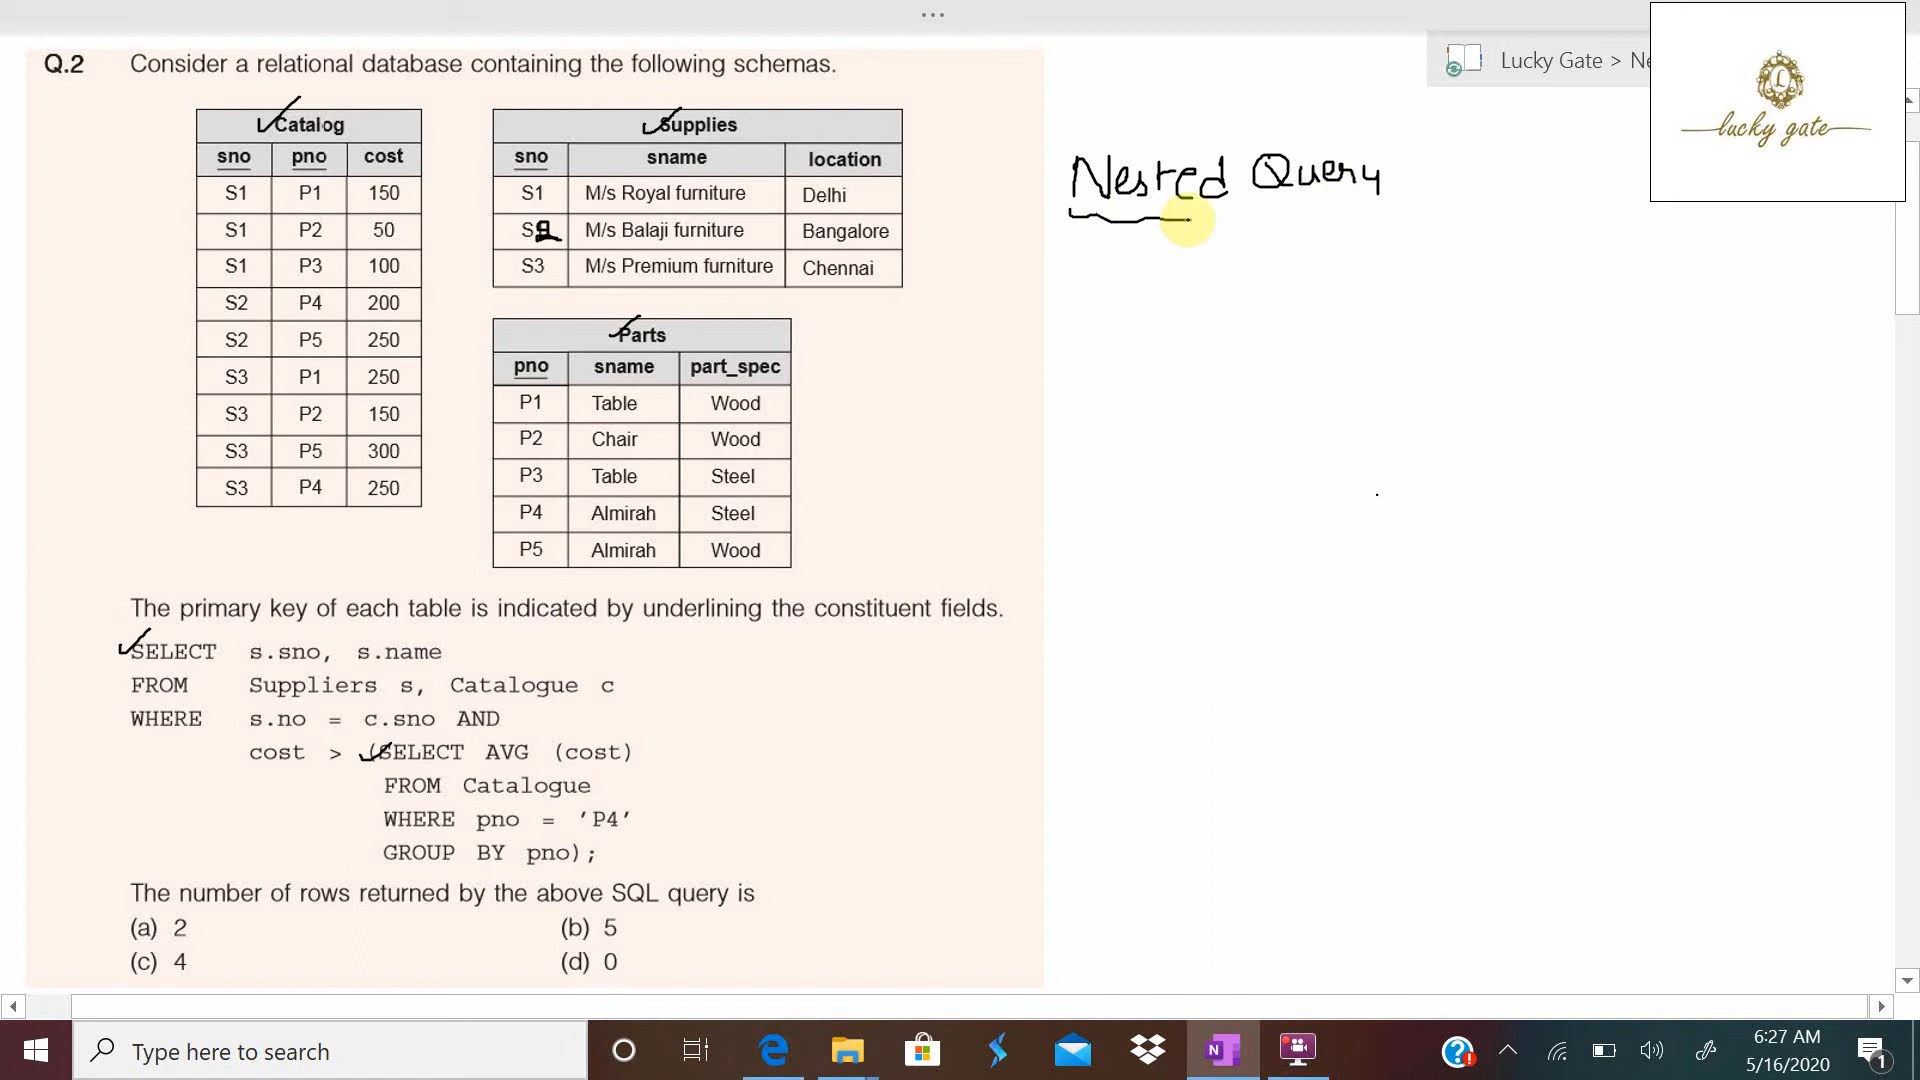 ...
Lucky Gate > Ne
lucky gate
L
Q.2 Consider a relational database containing the following schemas.
Catalog
sno pno cost
S1 P1 150
S1 P2 50
S1 P3 100
S2 P4 200
S2 P5 250
S3 P1 250
S3 P2 150
S3 P5 300
S3 P4 250
Supplies
sno sname location
S1 M/s Royal furniture Delhi
S2 M/s Balaji furniture Bangalore
S3 M/s Premium furniture Chennai
Parts
pno sname part_spec
P1 Table Wood
P2 Chair Wood
P3 Table Steel
P4 Almirah Steel
P5 Almirah Wood
Nested Query
The primary key of each table is indicated by underlining the constituent fields.
SELECT s.sno, s.name
FROM Suppliers s, Catalogue c
WHERE s.no = c.sno AND
cost > (SELECT AVG (cost)
FROM Catalogue
WHERE pno = 'P4'
GROUP BY pno);
The number of rows returned by the above SQL query is
(a) 2 (b) 5
(c) 4 (d) 0
Type here to search
6:27 AM
5/16/2020
1